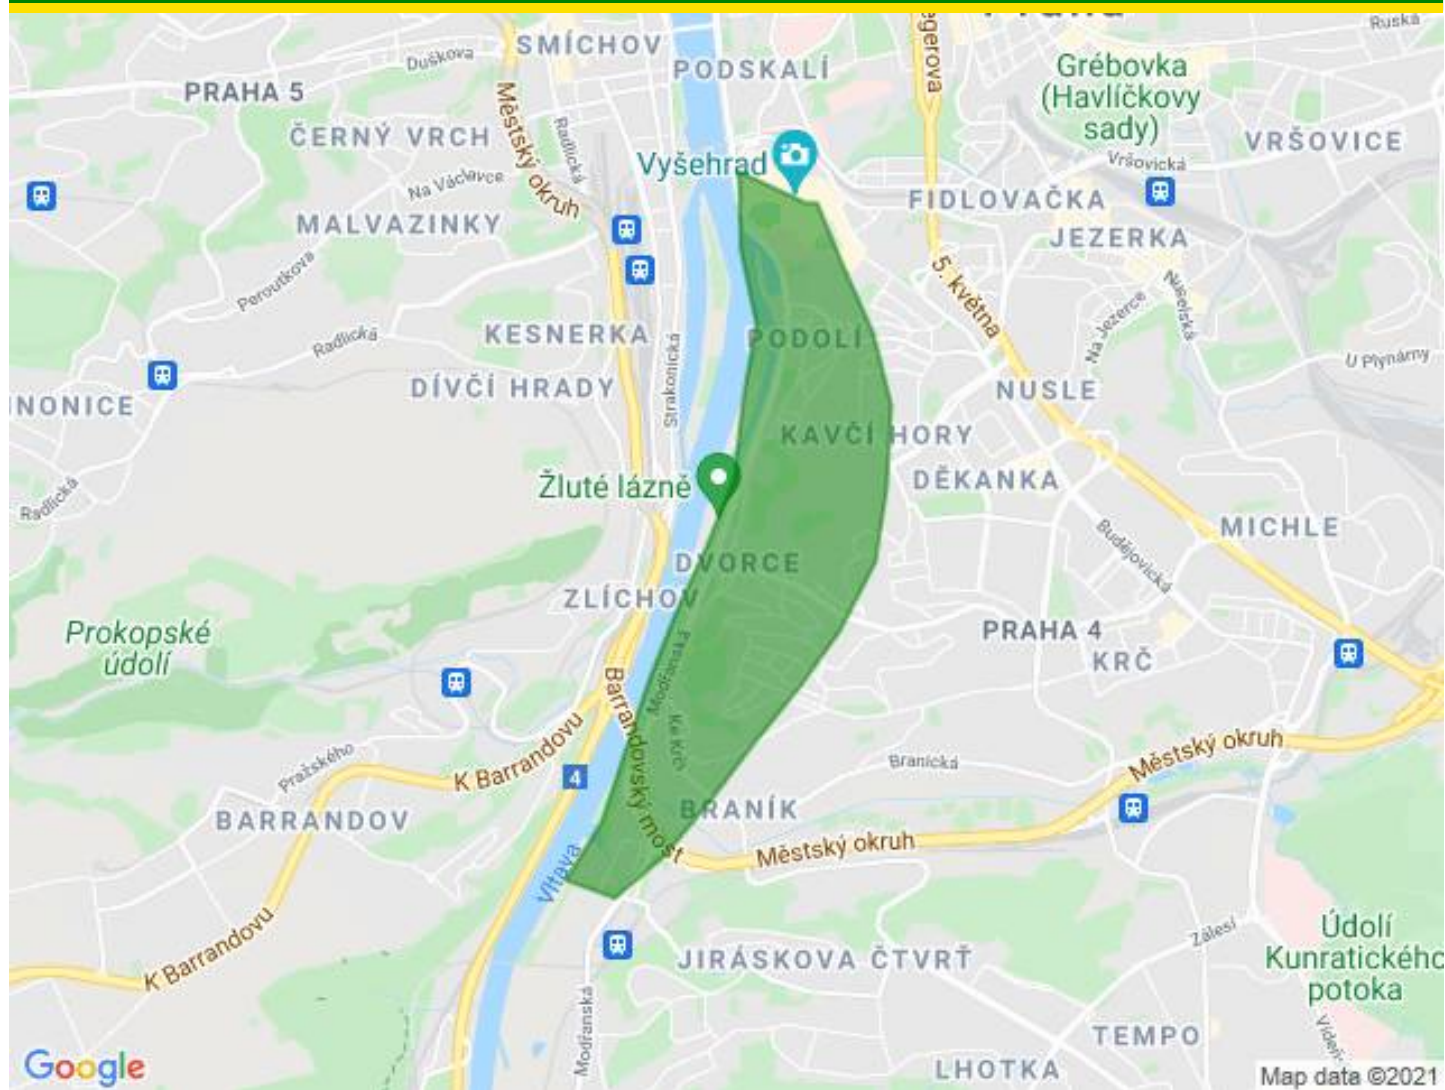 SMÍCHOV
Ruská
Duškova
PODSKALÍ
Grébovka
(Havlíčkovy
sady)
PRAHA 5
Městský okruh
Radlická
ČERNÝ VRCH
VRŠOVICE
Vyšehrad
Vršovická
Na Václavce
FIDLOVAČKA
MALVAZINKY
JEZERKA
Peroutkova
5. května
Nuselská
Na Jezerce
KESNERKA
PODOLÍ
Radlická
Strakonická
U Plynárny
DÍVČÍ HRADY
NUSLE
NONICE
KAVČÍ HORY
Žluté lázně
DĚKANKA
Radlická
MICHLE
Budějovická
DVORCE
ZLÍCHOV
Prokopské
údolí
PRAHA 4
KRČ
Modřanská
Barrandovský most
Ke Krči
Pražského
K Barrandovu
4
Branická
Městský okruh
BARRANDOV
BRANÍK
Městský okruh
Vltava
K Barrandovu
Zálesí
Údolí
Kunratického
potoka
JIRÁSKOVA ČTVRŤ
Modřanská
TEMPO
LHOTKA
Google
Map data ©2021